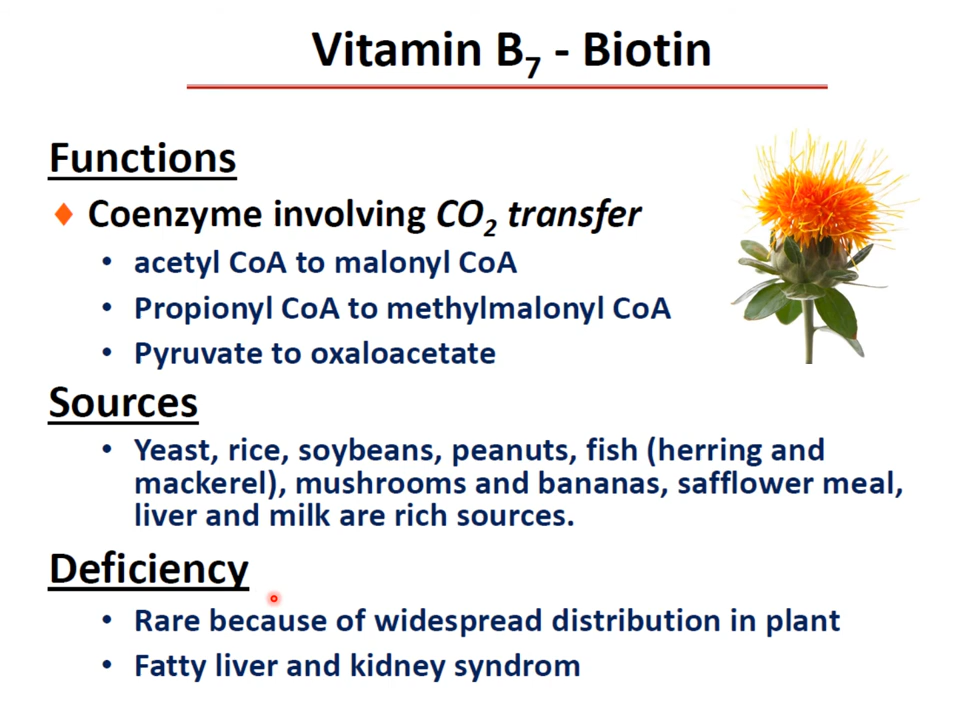 Vitamin B₇ - Biotin
Functions
♦ Coenzyme involving CO₂ transfer
• acetyl CoA to malonyl CoA
• Propionyl CoA to methylmalonyl CoA
• Pyruvate to oxaloacetate
Sources
• Yeast, rice, soybeans, peanuts, fish (herring and
mackerel), mushrooms and bananas, safflower meal,
liver and milk are rich sources.
Deficiency
• Rare because of widespread distribution in plant
• Fatty liver and kidney syndrom